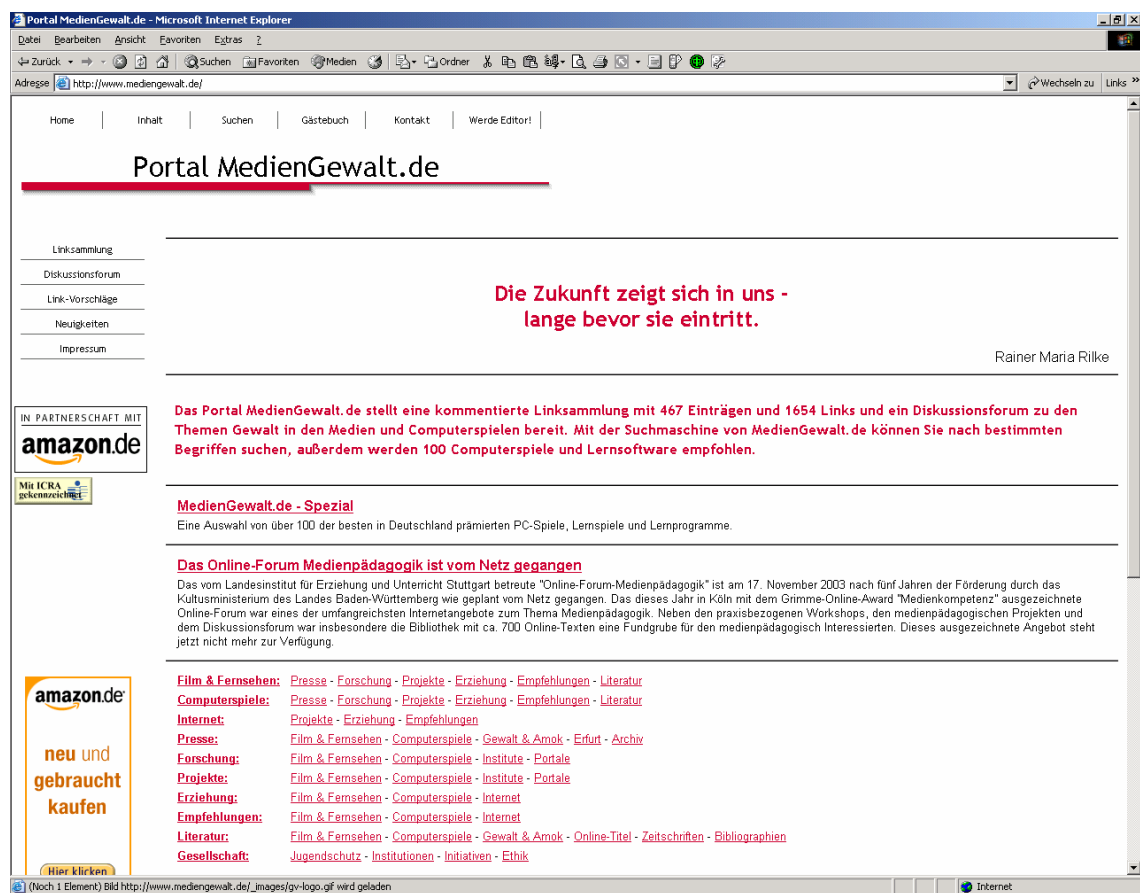 Portal MedienGewalt.de - Microsoft Internet Explorer
Datei Bearbeiten Ansicht Favoriten Extras ?
Zurück Suchen Favoriten Medien Ordner
Adresse http://www.mediengewalt.de/ Wechseln zu Links »
Home Inhalt Suchen Gästebuch Kontakt Werde Editor!
Portal MedienGewalt.de
Linksammlung
Diskussionsforum
Link-Vorschläge
Neuigkeiten
Impressum
Die Zukunft zeigt sich in uns -
lange bevor sie eintritt.
Rainer Maria Rilke
IN PARTNERSCHAFT MIT
amazon.de
Mit ICRA
gekennzeichnet
Das Portal MedienGewalt.de stellt eine kommentierte Linksammlung mit 467 Einträgen und 1654 Links und ein Diskussionsforum zu den
Themen Gewalt in den Medien und Computerspielen bereit. Mit der Suchmaschine von MedienGewalt.de können Sie nach bestimmten
Begriffen suchen, außerdem werden 100 Computerspiele und Lernsoftware empfohlen.
MedienGewalt.de - Spezial
Eine Auswahl von über 100 der besten in Deutschland prämierten PC-Spiele, Lernspiele und Lernprogramme.
Das Online-Forum Medienpädagogik ist vom Netz gegangen
Das vom Landesinstitut für Erziehung und Unterricht Stuttgart betreute "Online-Forum-Medienpädagogik" ist am 17. November 2003 nach fünf Jahren der Förderung durch das
Kultusministerium des Landes Baden-Württemberg wie geplant vom Netz gegangen. Das dieses Jahr in Köln mit dem Grimme-Online-Award "Medienkompetenz" ausgezeichnete
Online-Forum war eines der umfangreichsten Internetangebote zum Thema Medienpädagogik. Neben den praxisbezogenen Workshops, den medienpädagogischen Projekten und
dem Diskussionsforum war insbesondere die Bibliothek mit ca. 700 Online-Texten eine Fundgrube für den medienpädagogisch Interessierten. Dieses ausgezeichnete Angebot steht
jetzt nicht mehr zur Verfügung.
amazon.de
neu und
gebraucht
kaufen
Hier klicken
Film & Fernsehen: Presse - Forschung - Projekte - Erziehung - Empfehlungen - Literatur
Computerspiele: Presse - Forschung - Projekte - Erziehung - Empfehlungen - Literatur
Internet: Projekte - Erziehung - Empfehlungen
Presse: Film & Fernsehen - Computerspiele - Gewalt & Amok - Erfurt - Archiv
Forschung: Film & Fernsehen - Computerspiele - Institute - Portale
Projekte: Film & Fernsehen - Computerspiele - Institute - Portale
Erziehung: Film & Fernsehen - Computerspiele - Internet
Empfehlungen: Film & Fernsehen - Computerspiele - Internet
Literatur: Film & Fernsehen - Computerspiele - Gewalt & Amok - Online-Titel - Zeitschriften - Bibliographien
Gesellschaft: Jugendschutz - Institutionen - Initiativen - Ethik
(Noch 1 Element) Bild http://www.mediengewalt.de/_images/gv-logo.gif wird geladen Internet